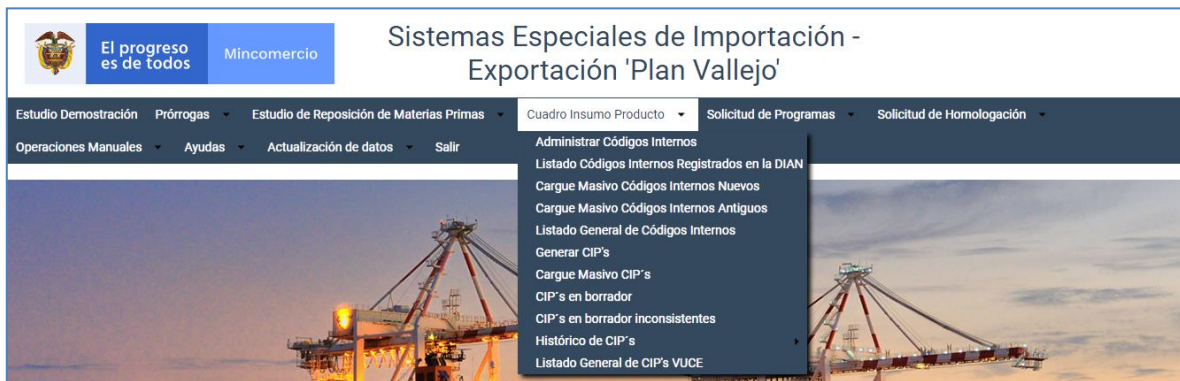 El progreso
es de todos
Mincomercio
Sistemas Especiales de Importación -
Exportación 'Plan Vallejo'
Estudio Demostración Prórrogas Estudio de Reposición de Materias Primas Cuadro Insumo Producto Solicitud de Programas Solicitud de Homologación
Operaciones Manuales Ayudas Actualización de datos Salir
Administrar Códigos Internos
Listado Códigos Internos Registrados en la DIAN
Cargue Masivo Códigos Internos Nuevos
Cargue Masivo Códigos Internos Antiguos
Listado General de Códigos Internos
Generar CIP's
Cargue Masivo CIP´s
CIP´s en borrador
CIP´s en borrador inconsistentes
Histórico de CIP´s
Listado General de CIP's VUCE